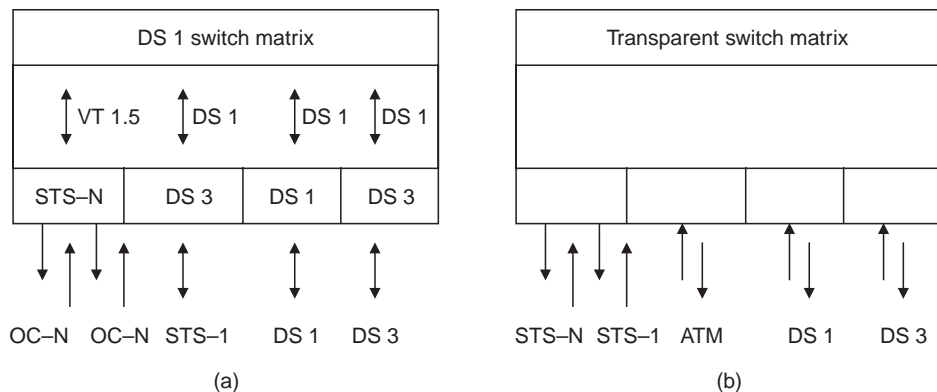 DS 1 switch matrix
VT 1.5 DS 1 DS 1 DS 1
STS–N DS 3 DS 1 DS 3
OC–N OC–N STS–1 DS 1 DS 3
(a)
Transparent switch matrix
STS–N STS–1 ATM DS 1 DS 3
(b)